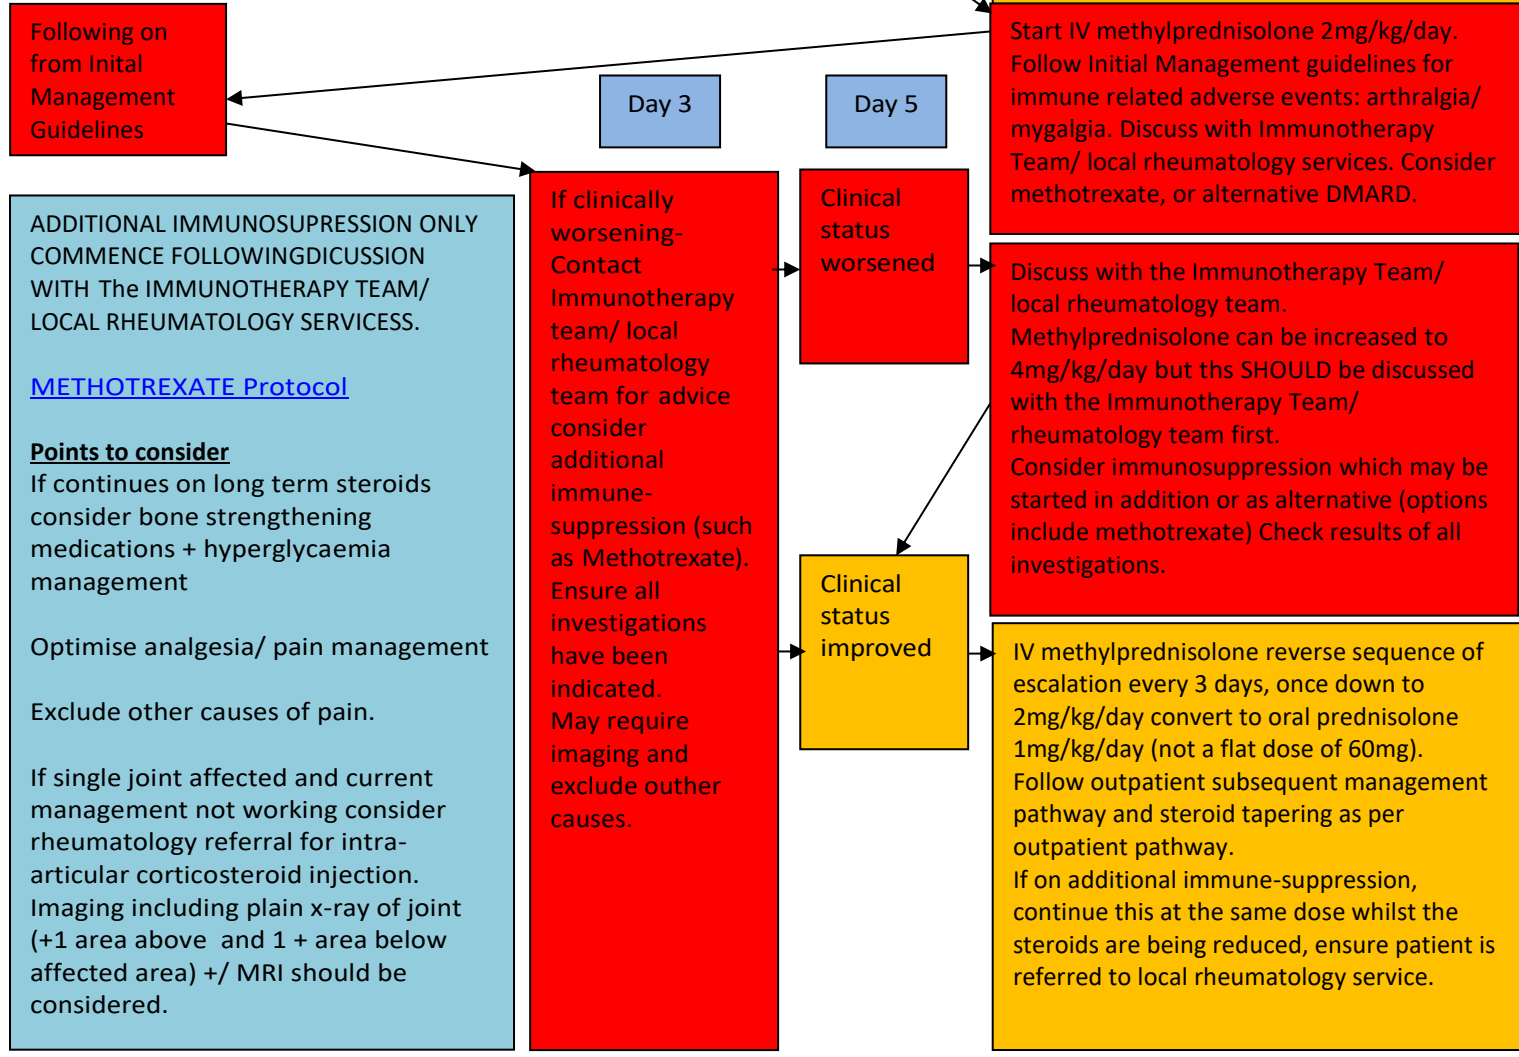 Following on
from Inital
Management
Guidelines
Day 3
Day 5
Start IV methylprednisolone 2mg/kg/day.
Follow Initial Management guidelines for
immune related adverse events: arthralgia/
mygalgia. Discuss with Immunotherapy
Team/ local rheumatology services. Consider
methotrexate, or alternative DMARD.
ADDITIONAL IMMUNOSUPRESSION ONLY
COMMENCE FOLLOWINGDICUSSION
WITH The IMMUNOTHERAPY TEAM/
LOCAL RHEUMATOLOGY SERVICESS.
METHOTREXATE Protocol
Points to consider
If continues on long term steroids
consider bone strengthening
medications + hyperglycaemia
management
Optimise analgesia/ pain management
Exclude other causes of pain.
If single joint affected and current
management not working consider
rheumatology referral for intra-
articular corticosteroid injection.
Imaging including plain x-ray of joint
(+1 area above and 1 + area below
affected area) +/ MRI should be
considered.
If clinically
worsening-
Contact
Immunotherapy
team/ local
rheumatology
team for advice
consider
additional
immune-
suppression (such
as Methotrexate).
Ensure all
investigations
have been
indicated.
May require
imaging and
exclude outher
causes.
Clinical
status
worsened
Discuss with the Immunotherapy Team/
local rheumatology team.
Methylprednisolone can be increased to
4mg/kg/day but ths SHOULD be discussed
with the Immunotherapy Team/
rheumatology team first.
Consider immunosuppression which may be
started in addition or as alternative (options
include methotrexate) Check results of all
investigations.
Clinical
status
improved
IV methylprednisolone reverse sequence of
escalation every 3 days, once down to
2mg/kg/day convert to oral prednisolone
1mg/kg/day (not a flat dose of 60mg).
Follow outpatient subsequent management
pathway and steroid tapering as per
outpatient pathway.
If on additional immune-suppression,
continue this at the same dose whilst the
steroids are being reduced, ensure patient is
referred to local rheumatology service.